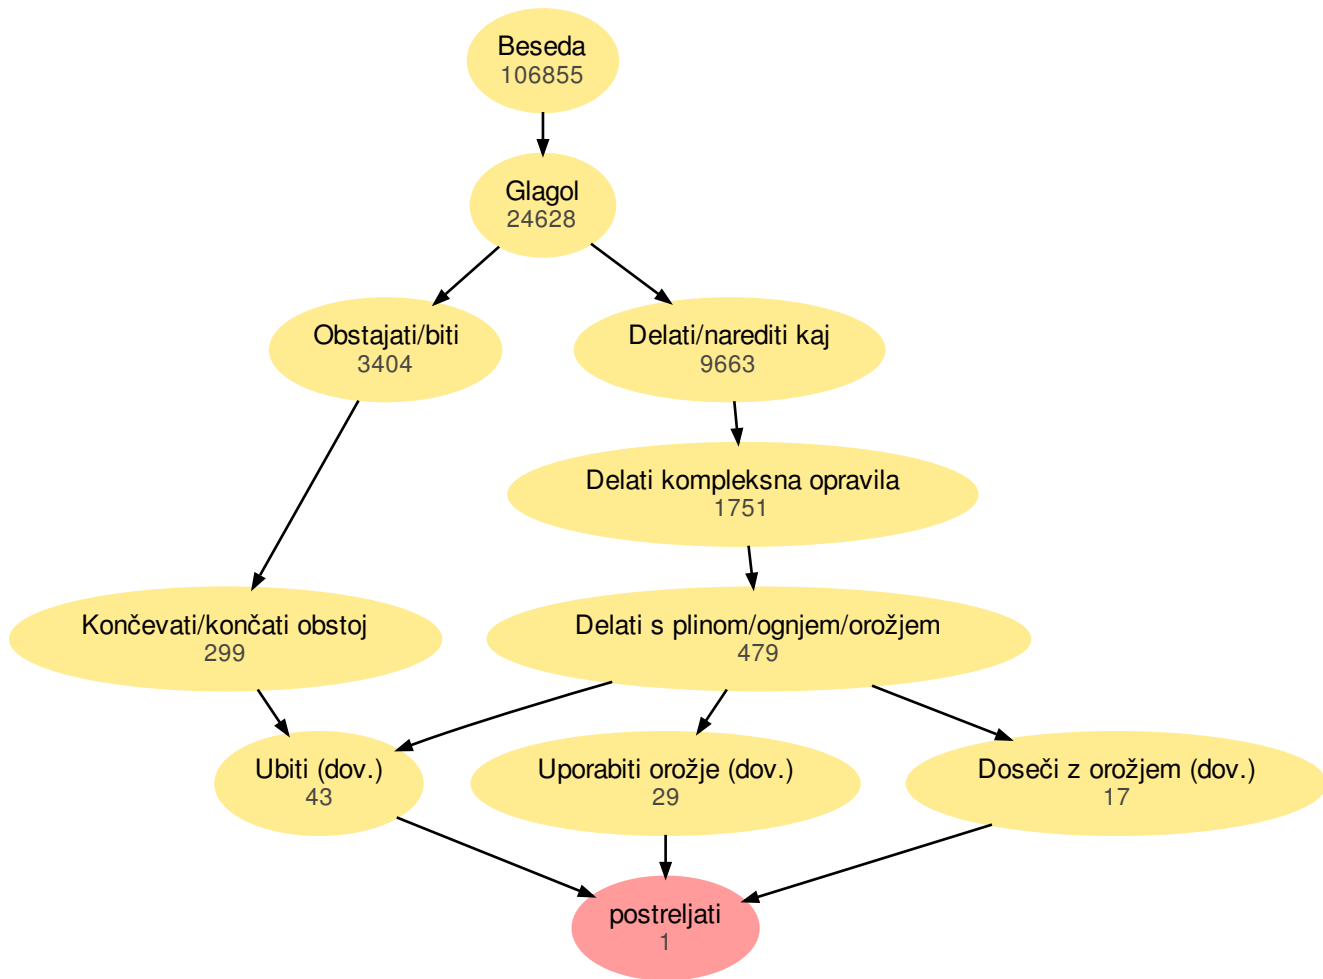 Beseda
106855
Glagol
24628
Obstajati/biti
3404
Delati/narediti kaj
9663
Delati kompleksna opravila
1751
Končevati/končati obstoj
299
Delati s plinom/ognjem/orožjem
479
Ubiti (dov.)
43
Uporabiti orožje (dov.)
29
Doseči z orožjem (dov.)
17
postreljati
1